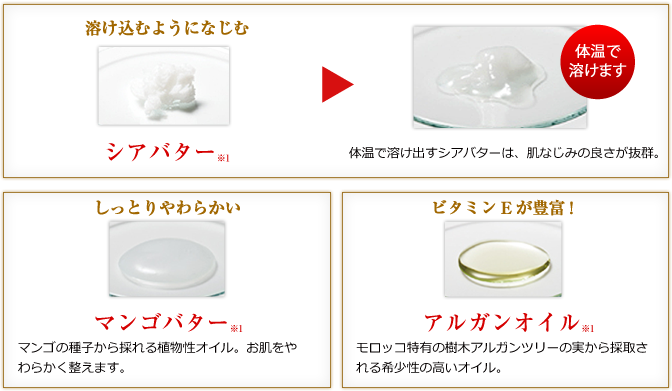 溶け込むようになじむ
シアバター※1
体温で
溶けます
体温で溶け出すシアバターは、肌なじみの良さが抜群。
しっとりやわらかい
マンゴバター※1
マンゴの種子から採れる植物性オイル。お肌をや
わらかく整えます。
ビタミンEが豊富!
アルガンオイル※1
モロッコ特有の樹木アルガンツリーの実から採取さ
れる希少性の高いオイル。